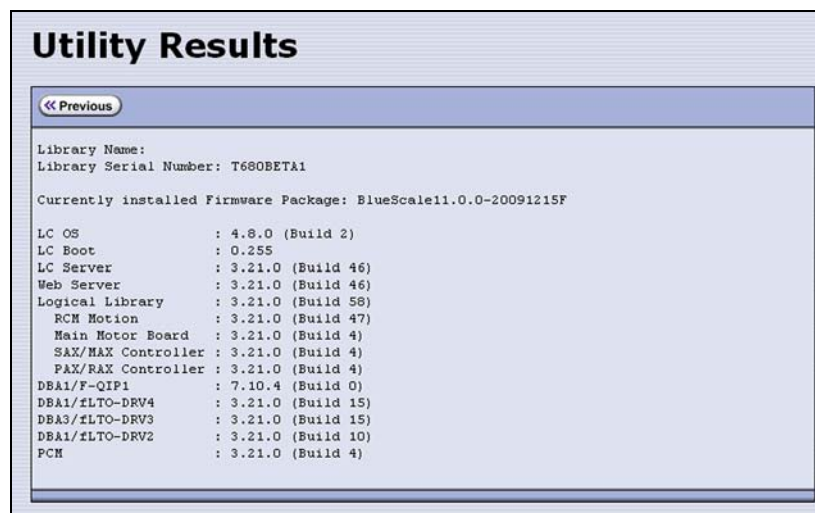 Utility Results
Previous
Library Name:
Library Serial Number: T680BETA1
Currently installed Firmware Package: BlueScale11.0.0-20091215F
LC OS : 4.8.0 (Build 2)
LC Boot : 0.255
LC Server : 3.21.0 (Build 46)
Web Server : 3.21.0 (Build 46)
Logical Library : 3.21.0 (Build 58)
RCM Motion : 3.21.0 (Build 47)
Main Motor Board : 3.21.0 (Build 4)
SAX/MAX Controller : 3.21.0 (Build 4)
PAX/RAX Controller : 3.21.0 (Build 4)
DBA1/F-QIP1 : 7.10.4 (Build 0)
DBA1/fLTO-DRV4 : 3.21.0 (Build 15)
DBA3/fLTO-DRV3 : 3.21.0 (Build 15)
DBA1/fLTO-DRV2 : 3.21.0 (Build 10)
PCM : 3.21.0 (Build 4)